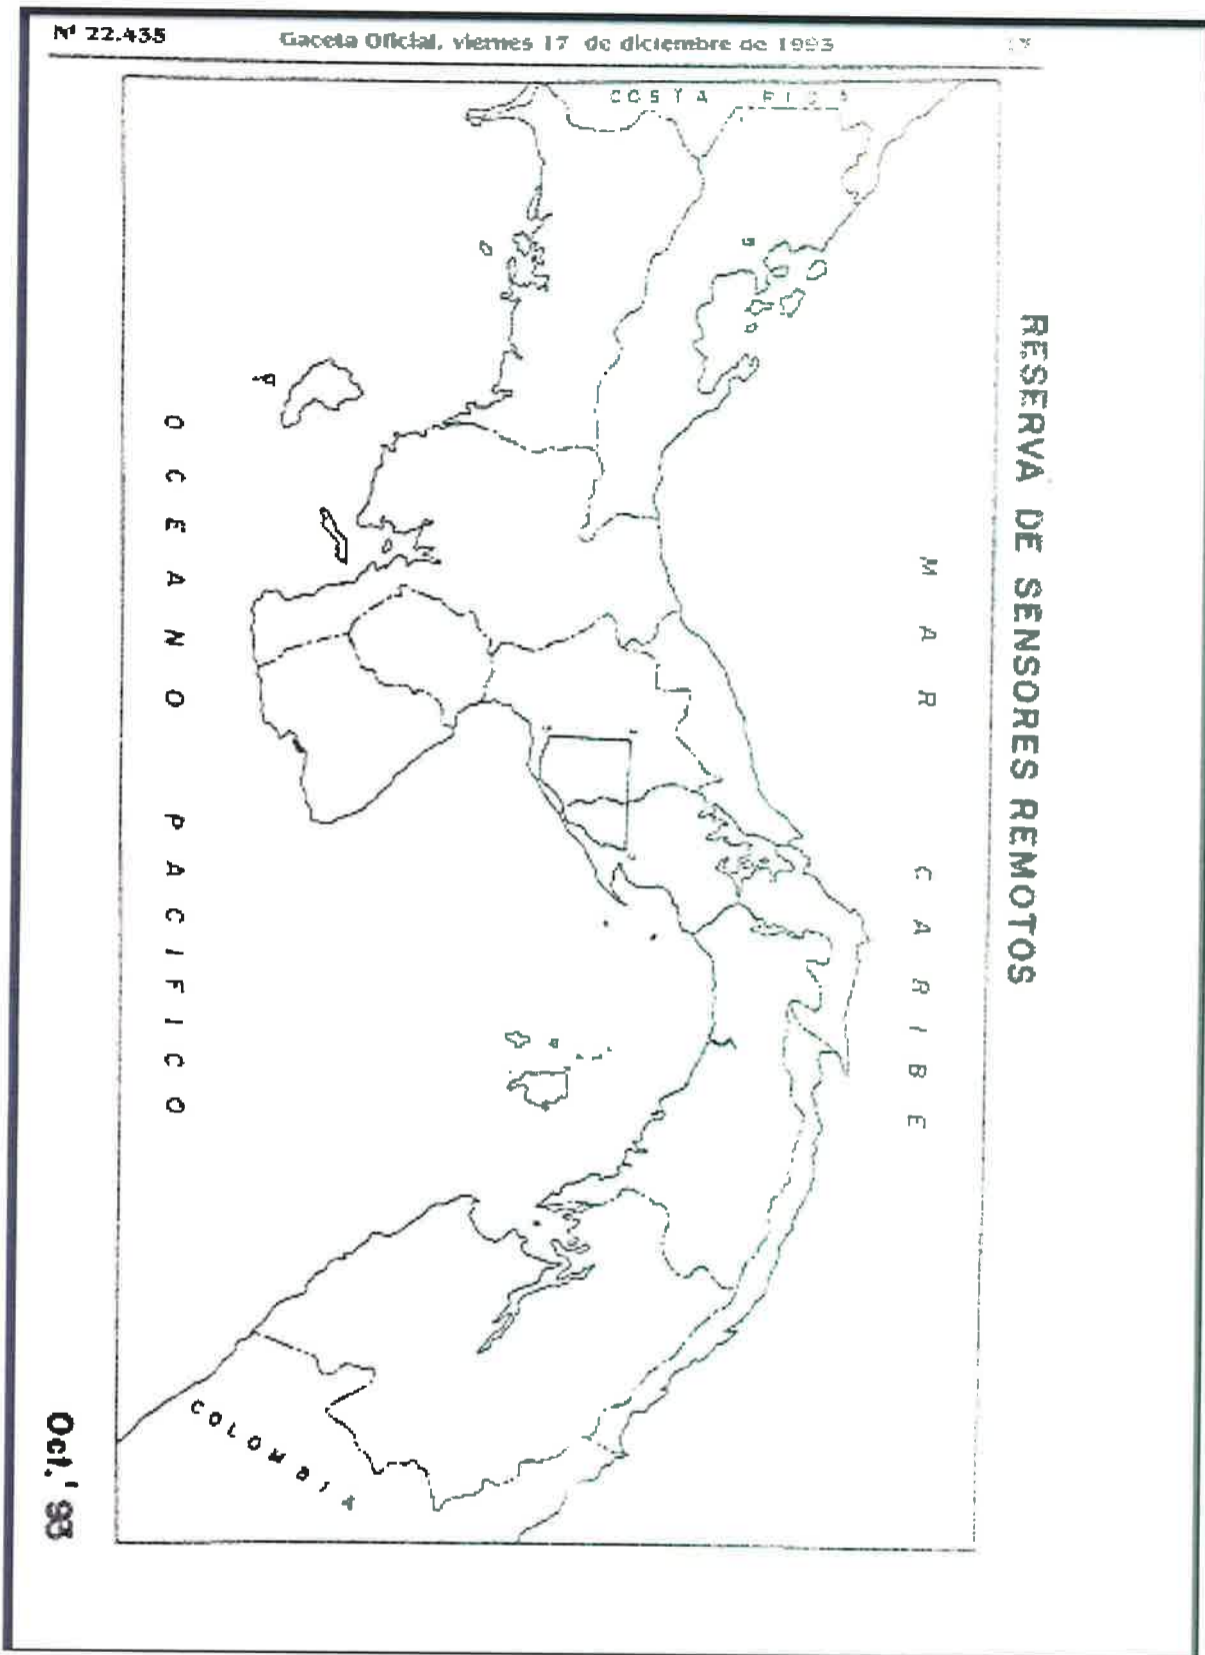 Nº 22.435 Gaceta Oficial, viernes 17 de diciembre de 1993
RESERVA DE SENSORES REMOTOS
COSTA RICA
MAR CARIBE
OCEANO PACIFICO
COLOMBIA
Oct.' 93